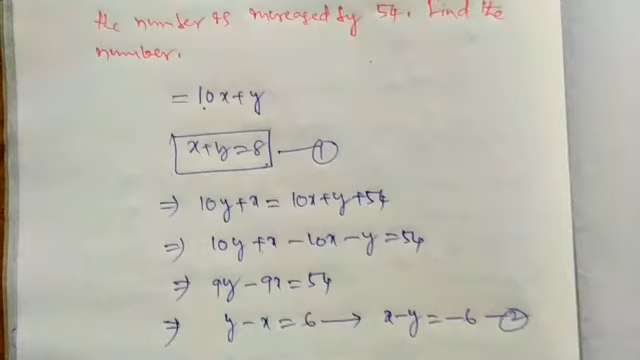 the number is increased by 54. find the
number.
= 10x+y
x+y=8 — ①
⇒ 10y+x = 10x+y+54
⇒ 10y+x-10x-y=54
⇒ 9y-9x=54
⇒ y-x=6 → x-y=-6 — ②